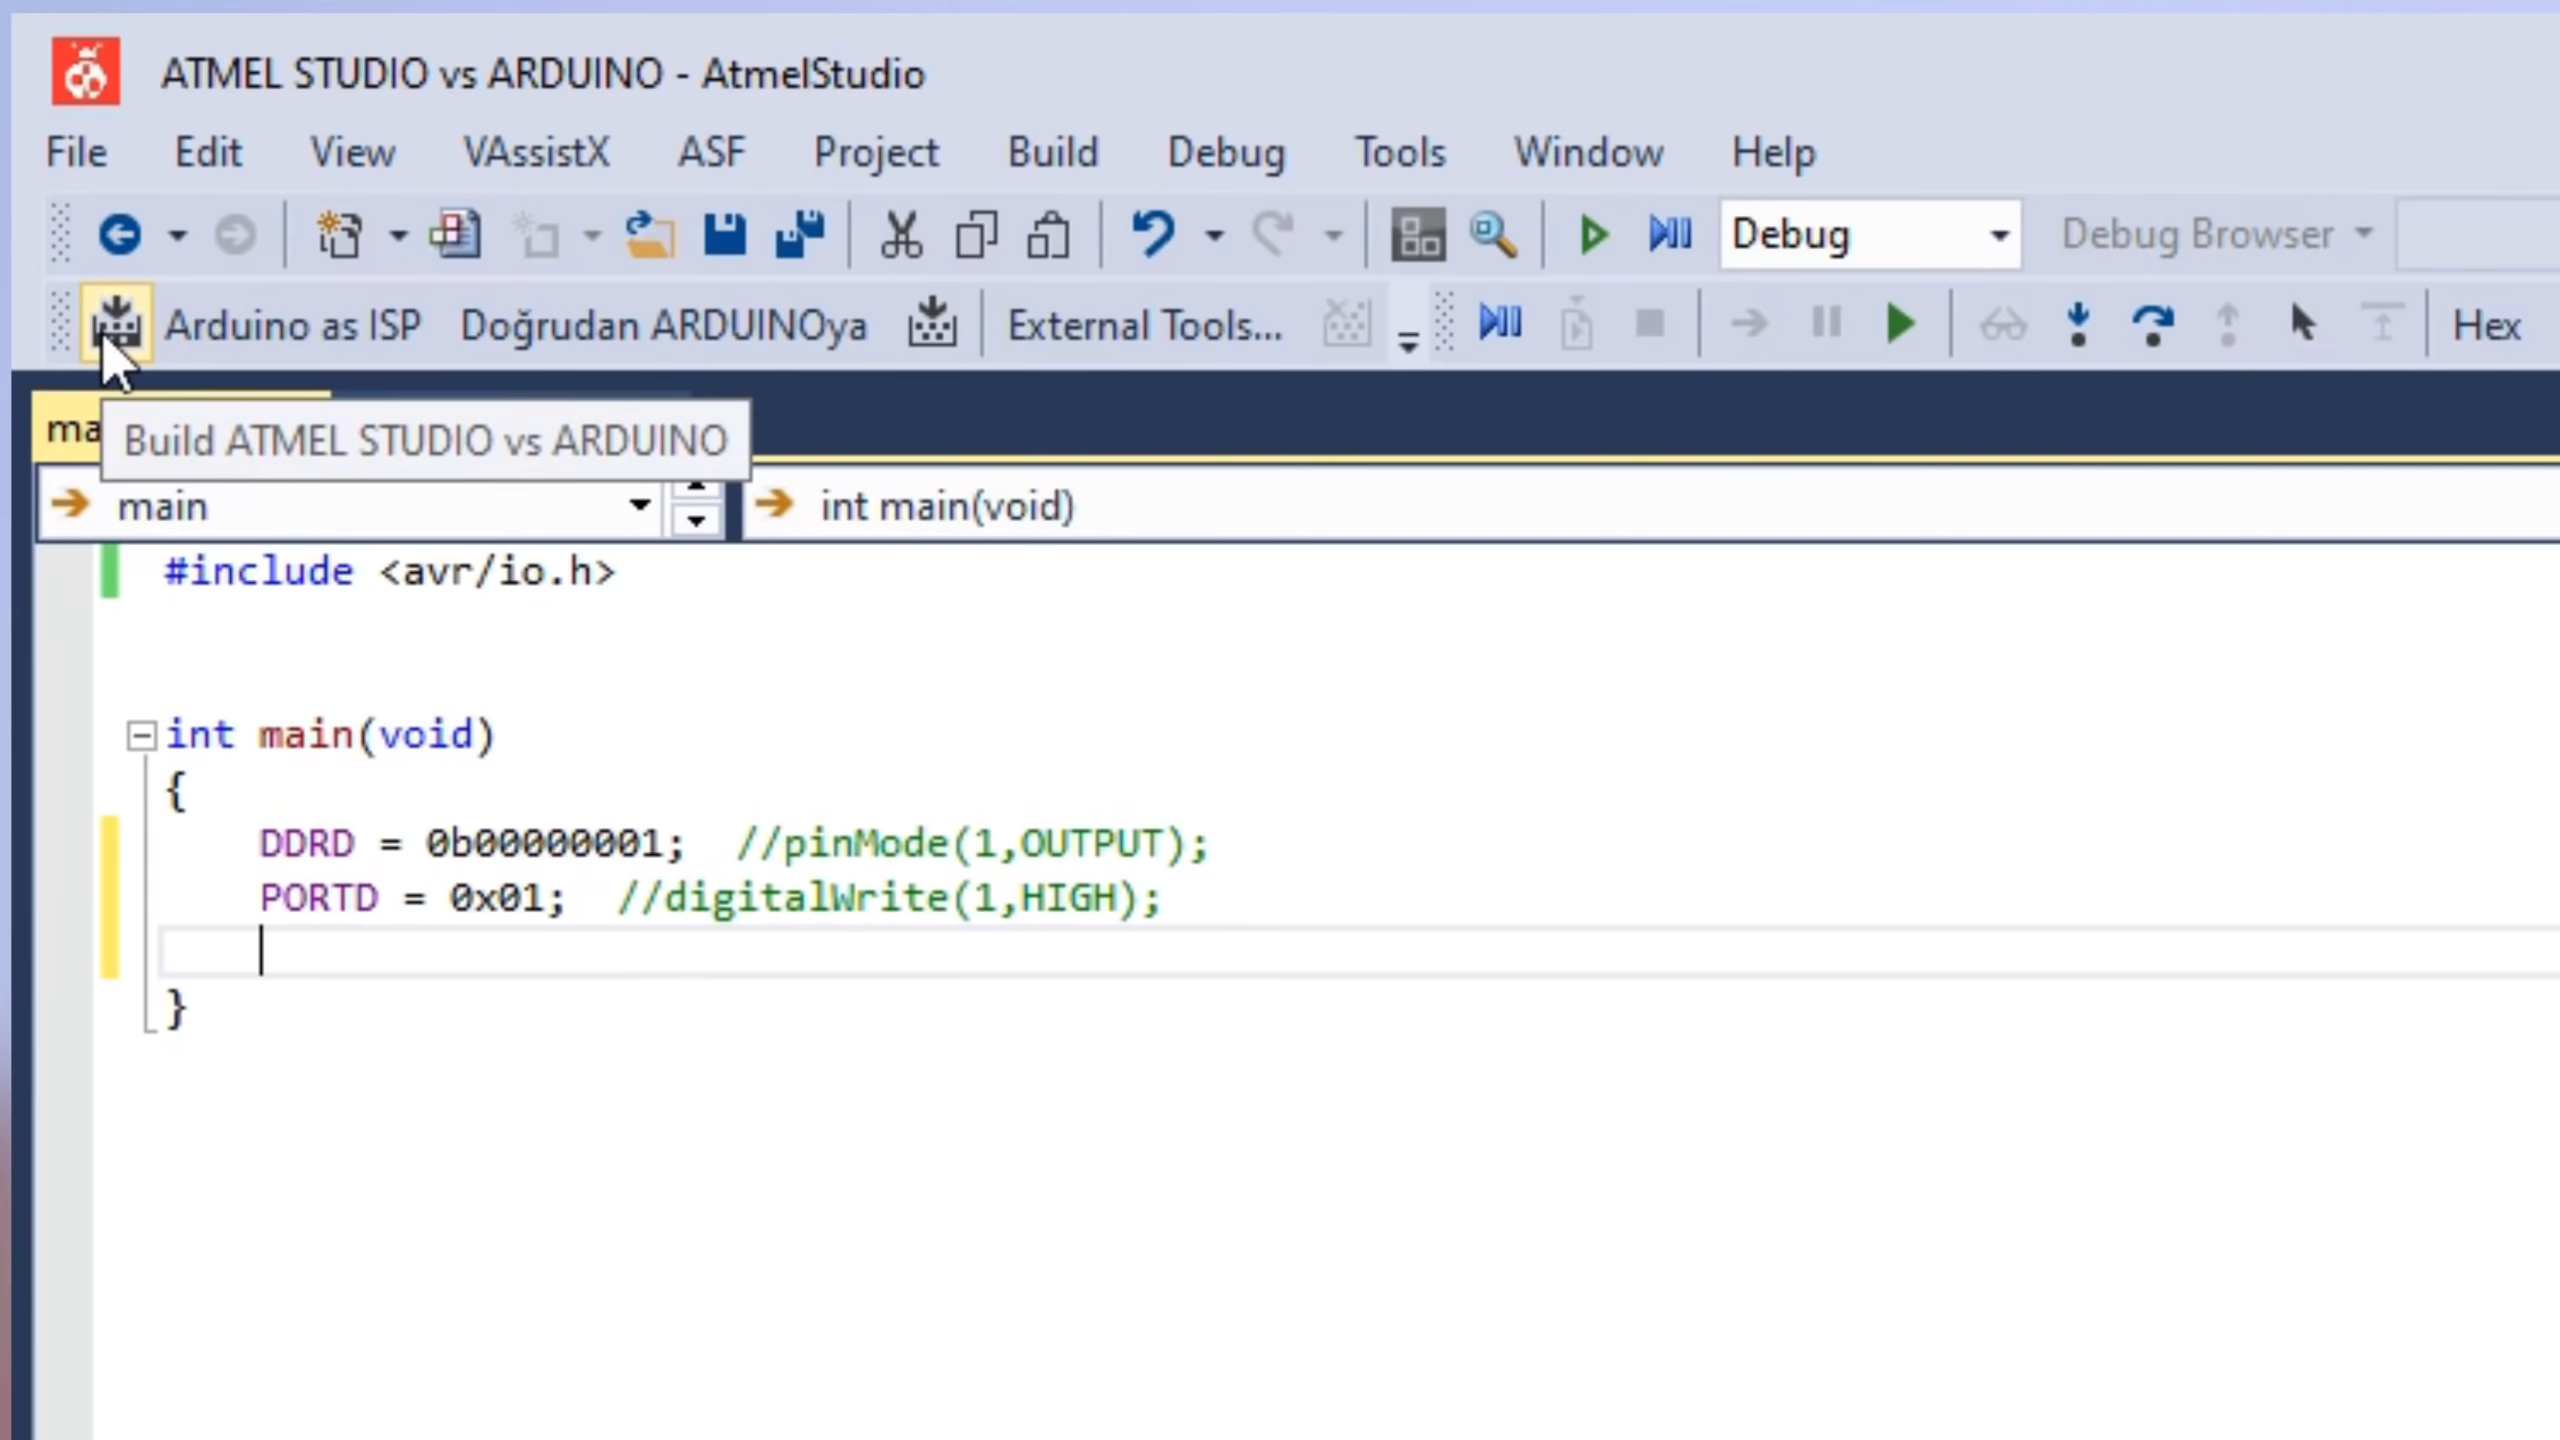 ATMEL STUDIO vs ARDUINO - AtmelStudio
File Edit View VAssistX ASF Project Build Debug Tools Window Help
Debug Debug Browser
Arduino as ISP Doğrudan ARDUINOya External Tools... Hex
ma
Build ATMEL STUDIO vs ARDUINO
main int main(void)
#include <avr/io.h>
int main(void)
{
DDRD = 0b00000001; //pinMode(1,OUTPUT);
PORTD = 0x01; //digitalWrite(1,HIGH);
}